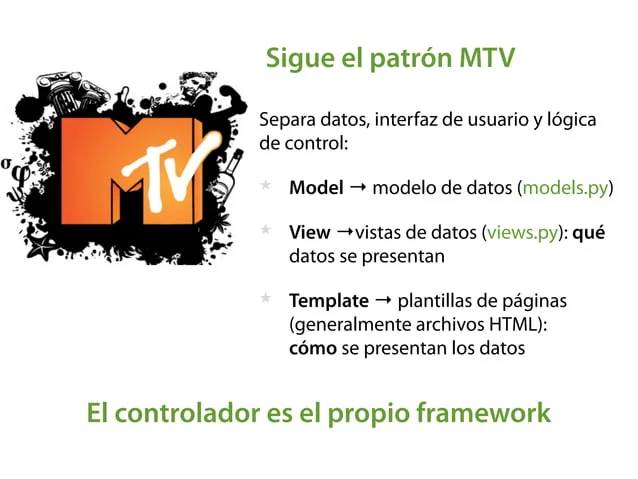 Sigue el patrón MTV
MTV
σφ
Separa datos, interfaz de usuario y lógica
de control:
★ Model ➞ modelo de datos (models.py)
★ View ➞vistas de datos (views.py): qué
datos se presentan
★ Template ➞ plantillas de páginas
(generalmente archivos HTML):
cómo se presentan los datos
El controlador es el propio framework